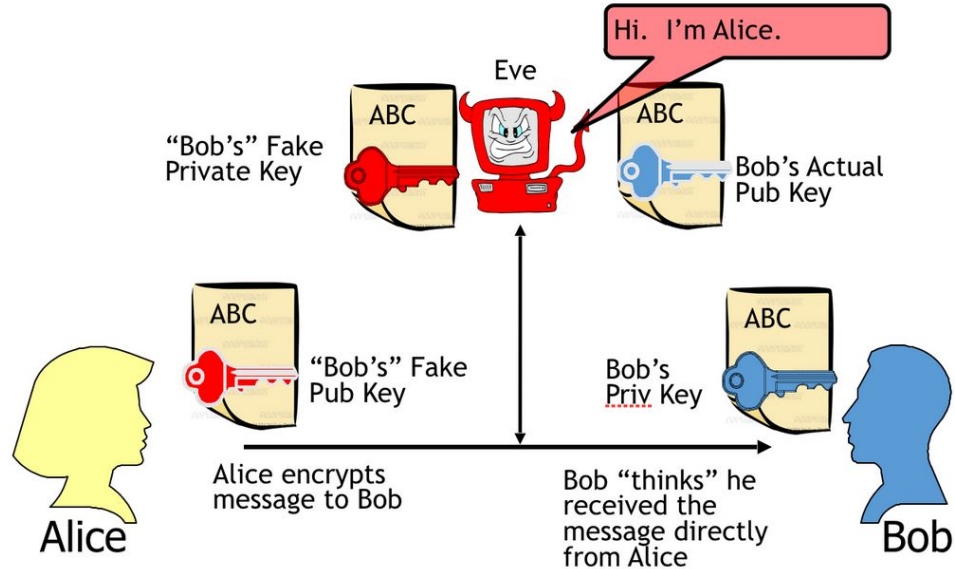 Hi. I'm Alice.
Eve
ABC
ABC
“Bob's” Fake
Private Key
Bob's Actual
Pub Key
ABC
ABC
“Bob's” Fake
Pub Key
Bob's
Priv Key
Alice encrypts
message to Bob
Bob “thinks” he
received the
message directly
from Alice
Alice
Bob